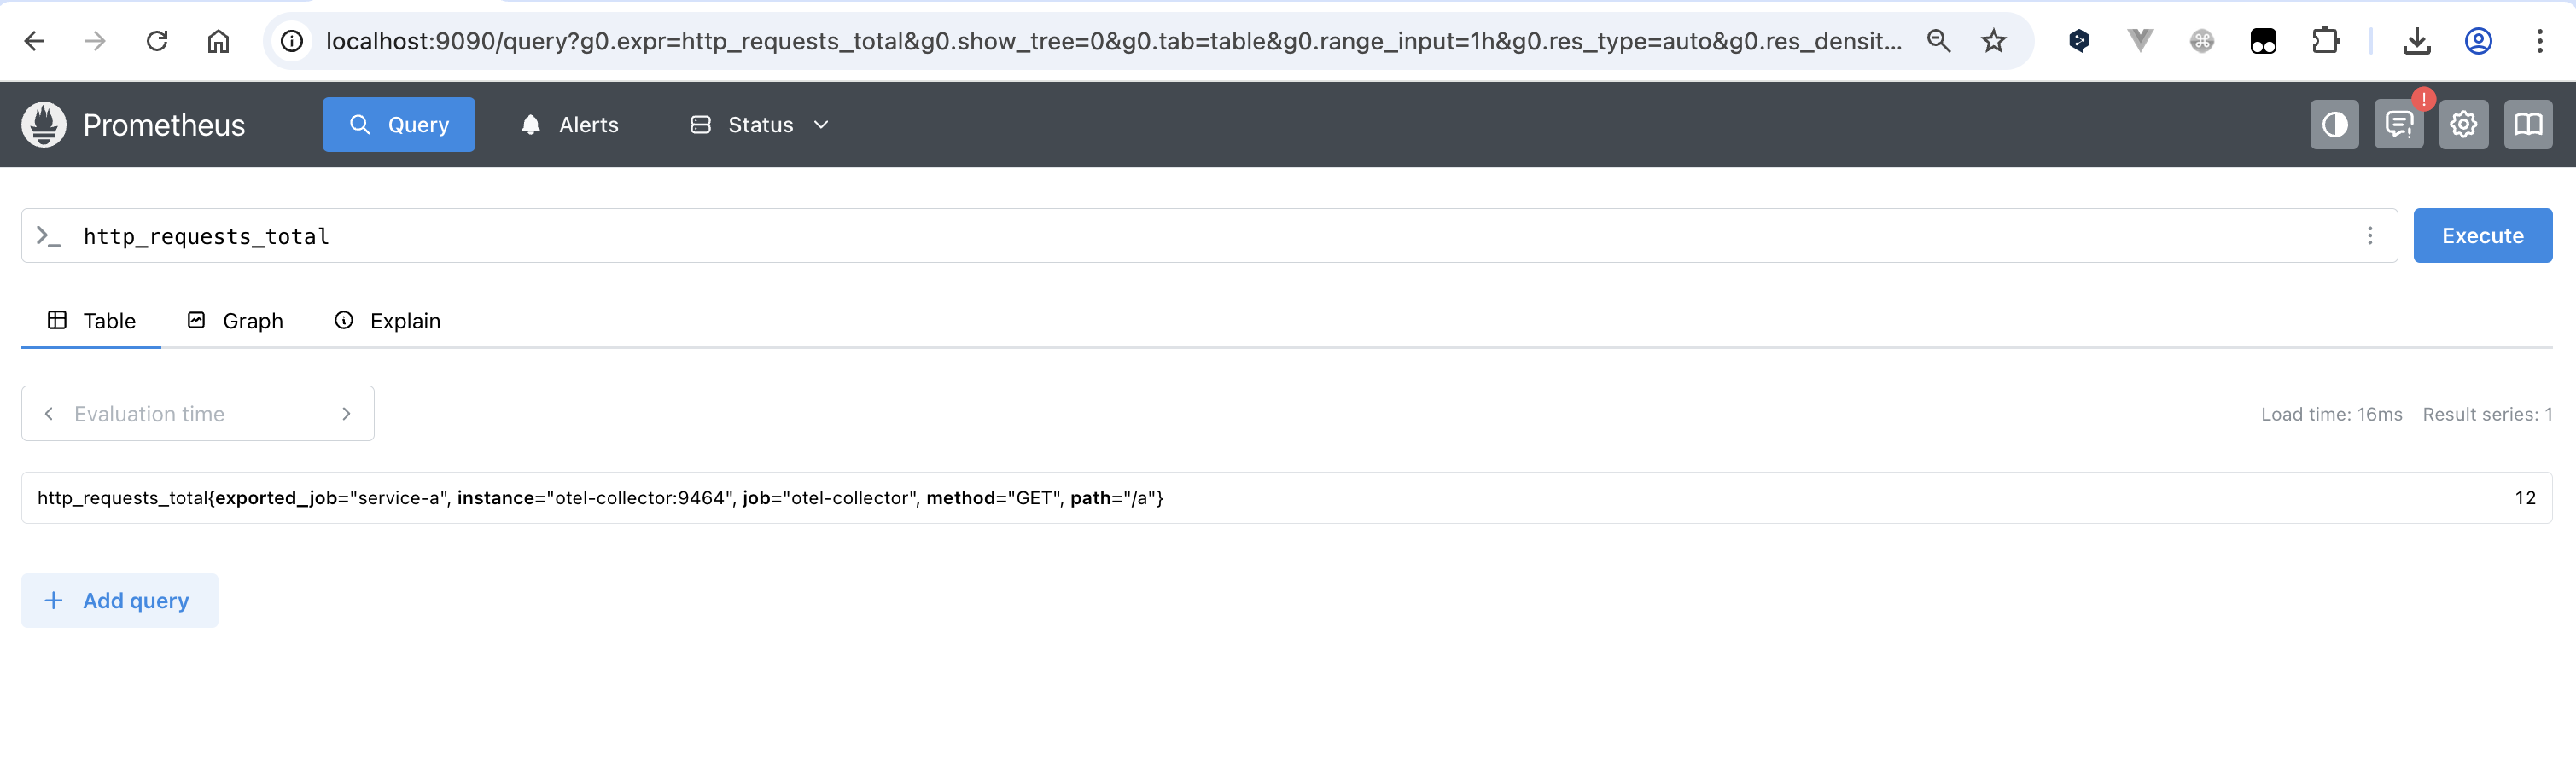 localhost:9090/query?g0.expr=http_requests_total&g0.show_tree=0&g0.tab=table&g0.range_input=1h&g0.res_type=auto&g0.res_densit...
Prometheus
Query
Alerts
Status
!
>_ http_requests_total
Execute
Table
Graph
Explain
Evaluation time
Load time: 16ms Result series: 1
http_requests_total{exported_job="service-a", instance="otel-collector:9464", job="otel-collector", method="GET", path="/a"} 12
+ Add query